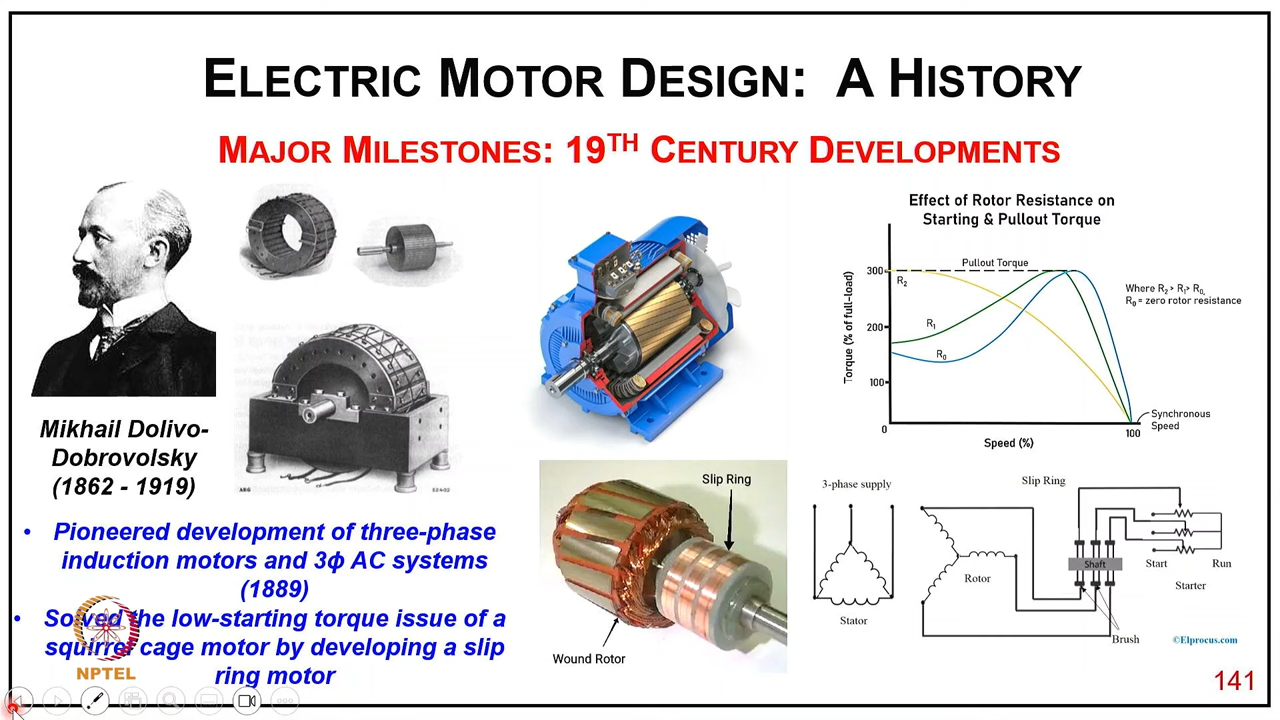 ELECTRIC MOTOR DESIGN: A HISTORY
MAJOR MILESTONES: 19TH CENTURY DEVELOPMENTS
Mikhail Dolivo-
Dobrovolsky
(1862 - 1919)
• Pioneered development of three-phase
induction motors and 3ϕ AC systems
(1889)
• Solved the low-starting torque issue of a
squirrel cage motor by developing a slip
ring motor
NPTEL
Slip Ring
Wound Rotor
Effect of Rotor Resistance on
Starting & Pullout Torque
Pullout Torque
Where R2 > R1> R0,
R0 = zero rotor resistance
Torque (% of full-load)
300
200
100
0
R2
R1
R0
Synchronous
Speed
100
Speed (%)
3-phase supply
Slip Ring
Rotor
Shaft
Start
Run
Starter
Stator
Brush
©Elprocus.com
141